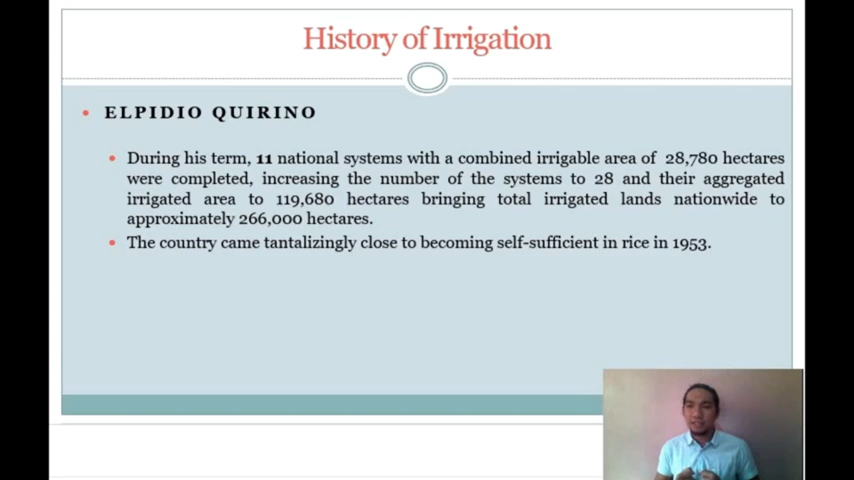 History of Irrigation
• ELPIDIO QUIRINO
• During his term, 11 national systems with a combined irrigable area of 28,780 hectares
were completed, increasing the number of the systems to 28 and their aggregated
irrigated area to 119,680 hectares bringing total irrigated lands nationwide to
approximately 266,000 hectares.
• The country came tantalizingly close to becoming self-sufficient in rice in 1953.